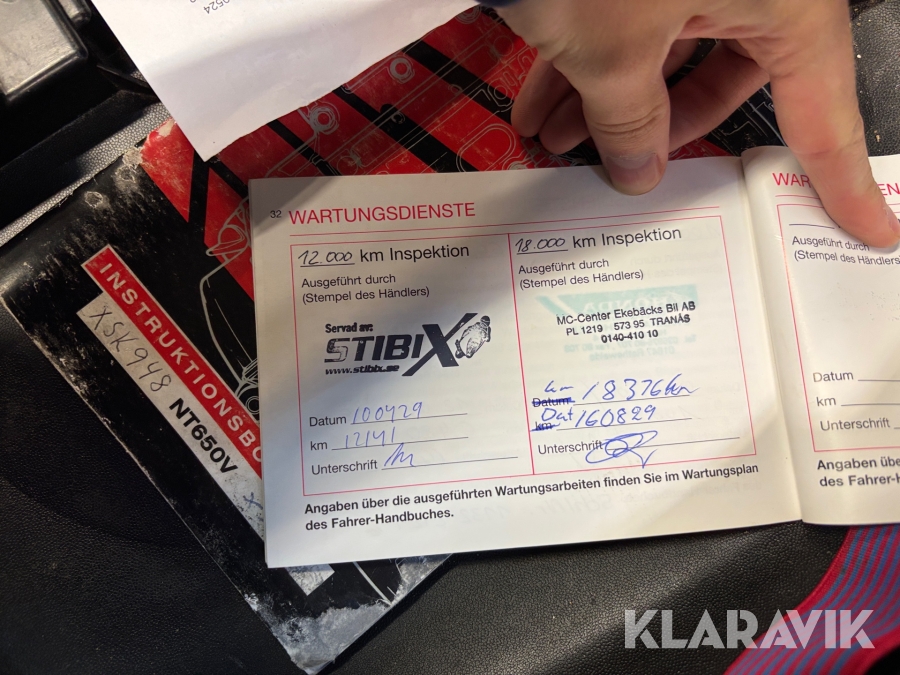 0524
INSTRUKTIONSBO
XSK948 NT650V
32 WARTUNGSDIENSTE
12.000 km Inspektion
Ausgeführt durch
(Stempel des Händlers)
Servad av:
STIBIX
www.stibix.se
Datum 100429
km 12141
Unterschrift
18.000 km Inspektion
Ausgeführt durch
(Stempel des Händlers)
HONDA
MC-Center Ekebäcks Bil AB
PL 1219 573 95 TRANÅS
0140-410 10
km
Datum 18376km
Dat
km 160829
Unterschrift
Angaben über die ausgeführten Wartungsarbeiten finden Sie im Wartungsplan
des Fahrer-Handbuches.
Ausgeführt durch
(Stempel des Händlers)
Datum
km
Unterschrift
Angaben über
des Fahrer-H
KLARAVIK